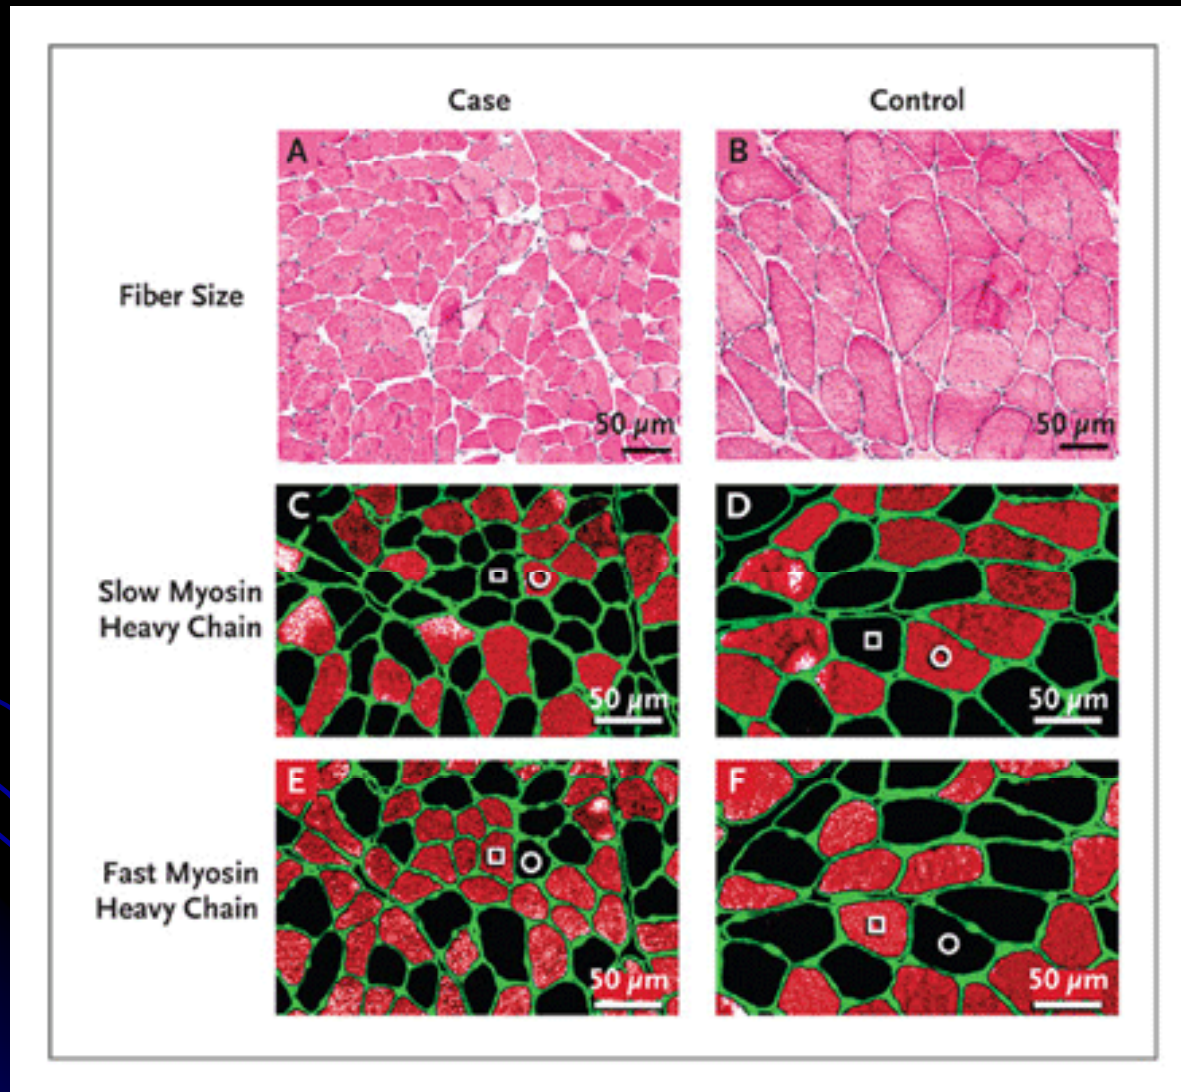 Case
Control
A
B
Fiber Size
50 µm
50 µm
C
D
Slow Myosin
Heavy Chain
50 µm
50 µm
E
F
Fast Myosin
Heavy Chain
50 µm
50 µm